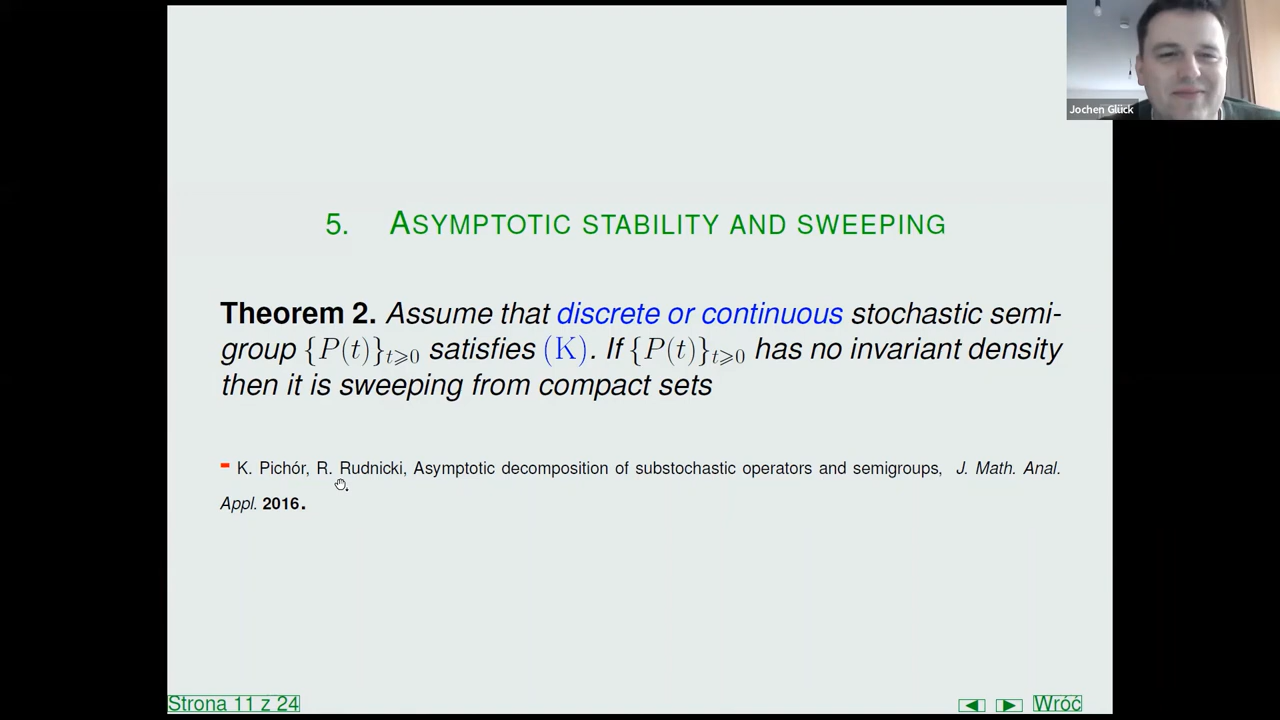 Jochen Glück
5. ASYMPTOTIC STABILITY AND SWEEPING
Theorem 2. Assume that discrete or continuous stochastic semi-
group {P(t)}t⩾0 satisfies (K). If {P(t)}t⩾0 has no invariant density
then it is sweeping from compact sets
- K. Pichór, R. Rudnicki, Asymptotic decomposition of substochastic operators and semigroups, J. Math. Anal.
Appl. 2016.
Strona 11 z 24
Wróć